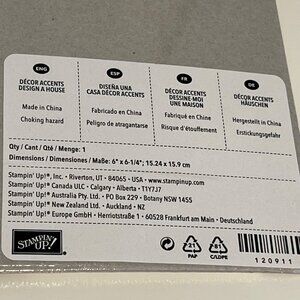 ENG
DÉCOR ACCENTS
DESIGN A HOUSE
Made in China
Choking hazard
ESP
DISEÑA UNA
CASA DÉCOR ACCENTS
Fabricado en China
Peligro de atragantarse
FR
DÉCOR ACCENTS
DESSINE-MOI
UNE MAISON
Fabriqué en China
Risque d'étouffement
DE
DÉCOR ACCENTS
HÄUSCHEN
Hergestellt in China
Erstickungsgefahr
Qty / Cant / Qté / Menge: 1
Dimensions / Dimensiones / Maße: 6" x 6-1/4"; 15.24 x 15.9 cm
Stampin' Up!®, Inc. • Riverton, UT • 84065 • USA • www.stampinup.com
Stampin' Up!® Canada ULC • Calgary • Alberta • T1Y7J7
Stampin' Up!® Australia • P.O. Box • Botany NSW 1455
Stampin' Up!® New Zealand Ltd. • Auckland • NZ
Stampin' Up!® Europe GmbH • Herriotstraße 1 • 60528 Frankfurt am Main • Deutschland
STAMPIN' UP!®
21
PAP
81
C/LDPE
120911